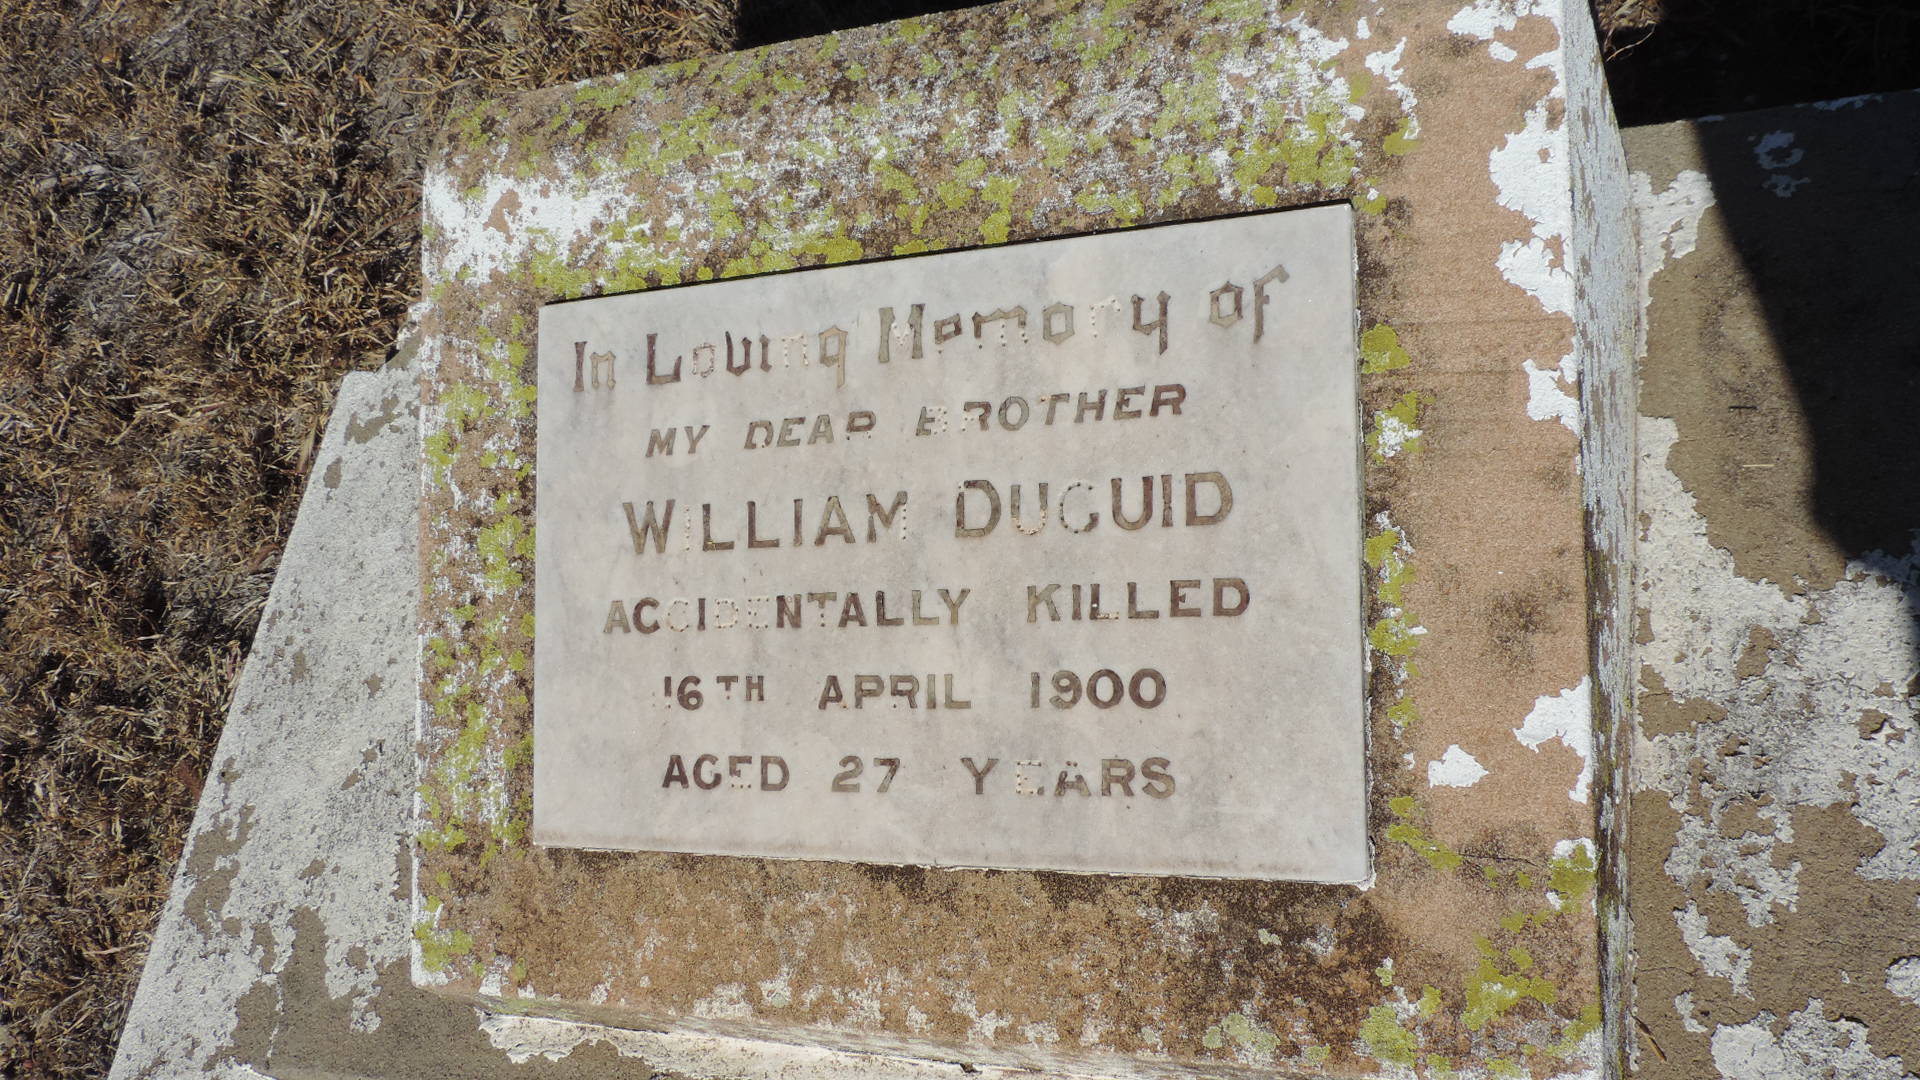 In Loving Memory of
MY DEAR BROTHER
WILLIAM DUGUID
ACCIDENTALLY KILLED
16TH APRIL 1900
AGED 27 YEARS